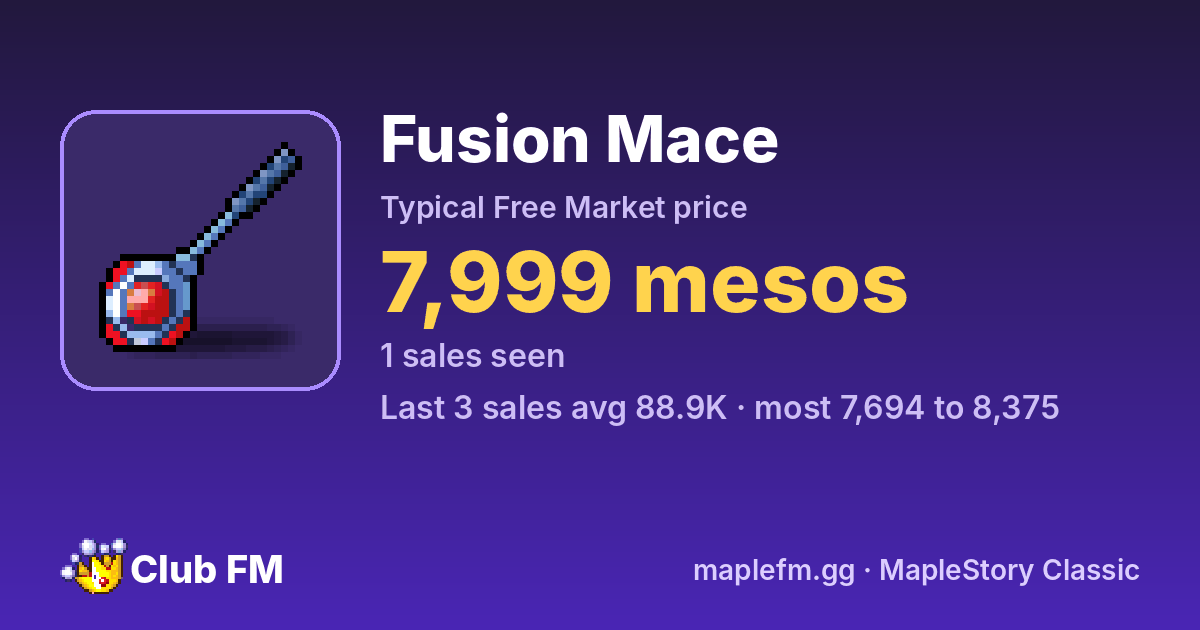 Fusion Mace
Typical Free Market price
7,999 mesos
1 sales seen
Last 3 sales avg 88.9K · most 7,694 to 8,375
Club FM
maplefm.gg · MapleStory Classic